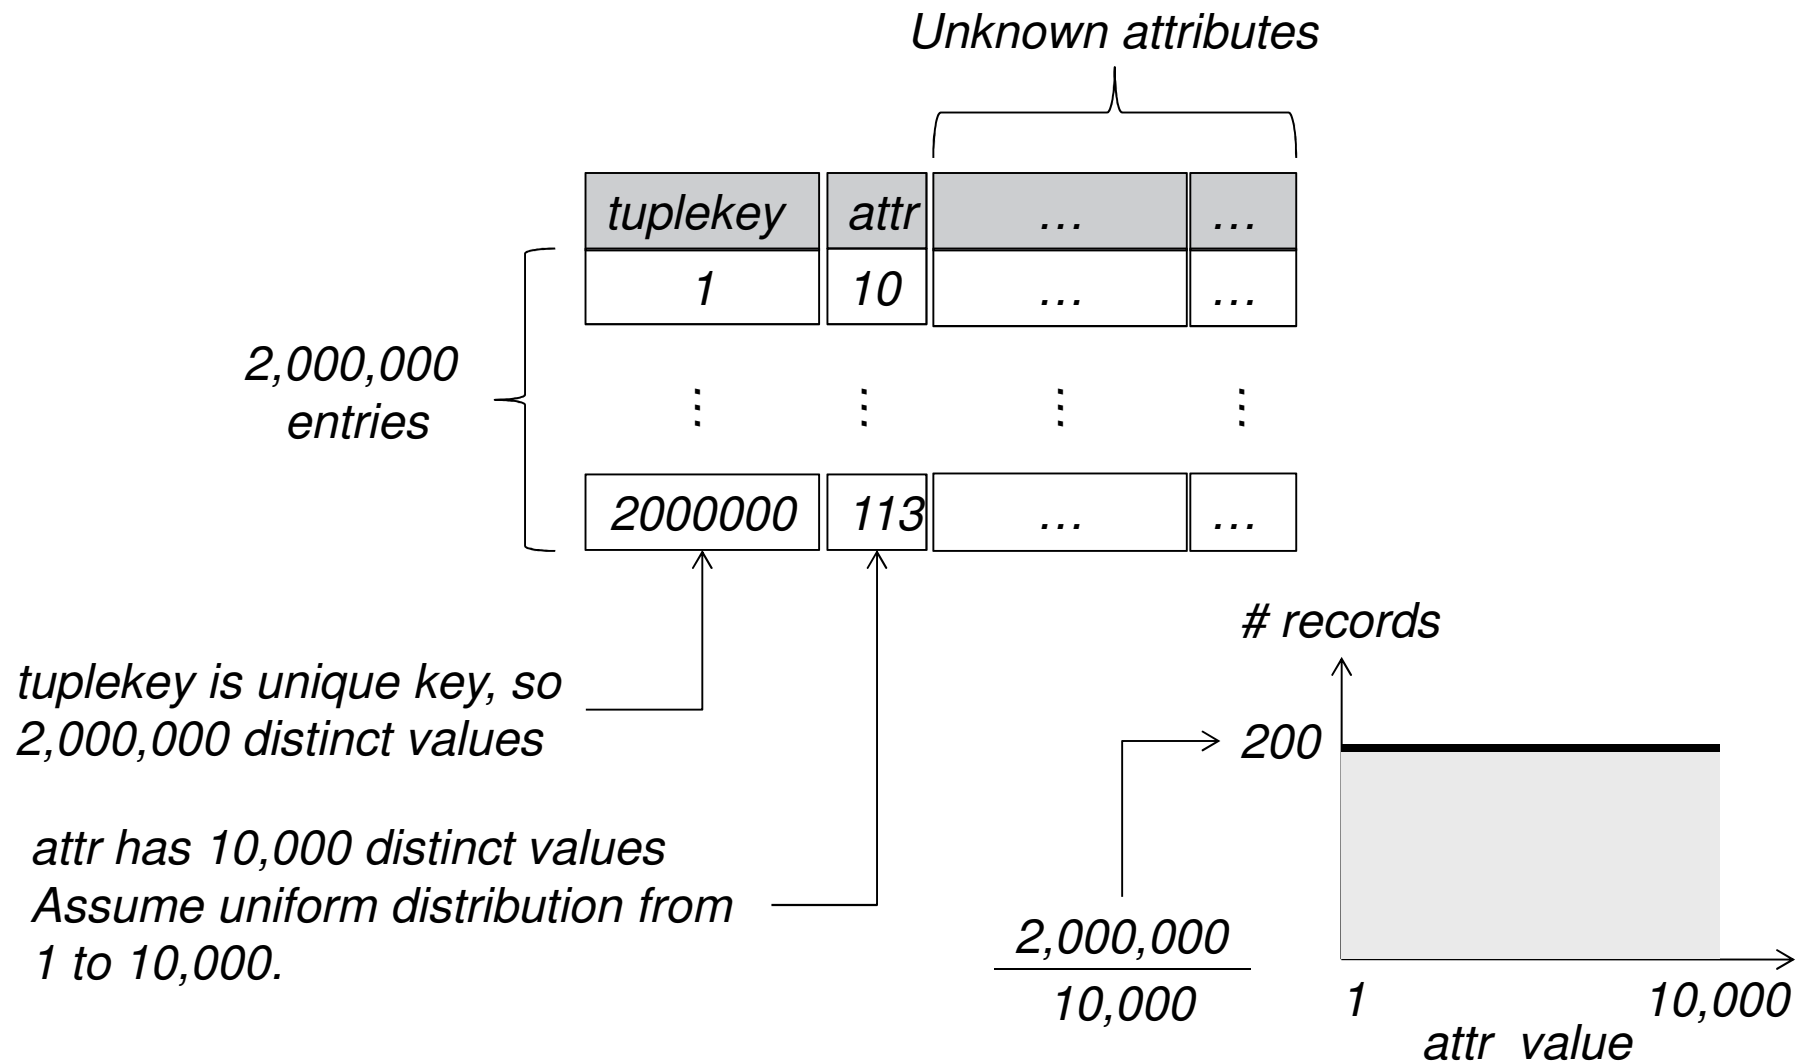 Unknown attributes
tuplekey attr ... ...
1 10 ... ...
2,000,000
entries
⋮ ⋮ ⋮ ⋮
2000000 113 ... ...
tuplekey is unique key, so
2,000,000 distinct values
attr has 10,000 distinct values
Assume uniform distribution from
1 to 10,000.
# records
200
2,000,000
10,000
1 10,000
attr value